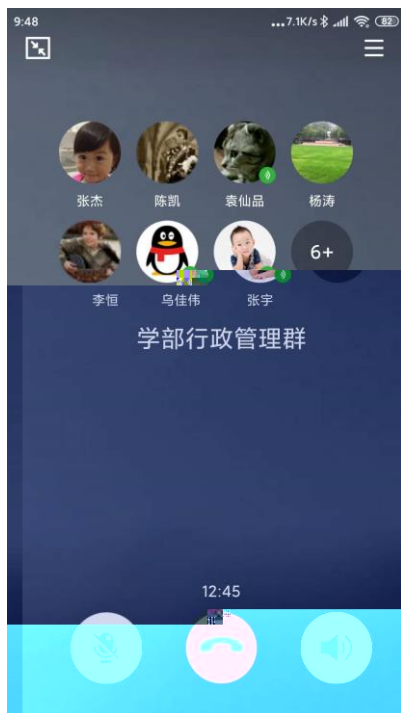 9:48 ...7.1K/s 82
张杰 陈凯 袁仙品 杨涛
6+
李恒 乌佳伟 张宇
学部行政管理群
12:45